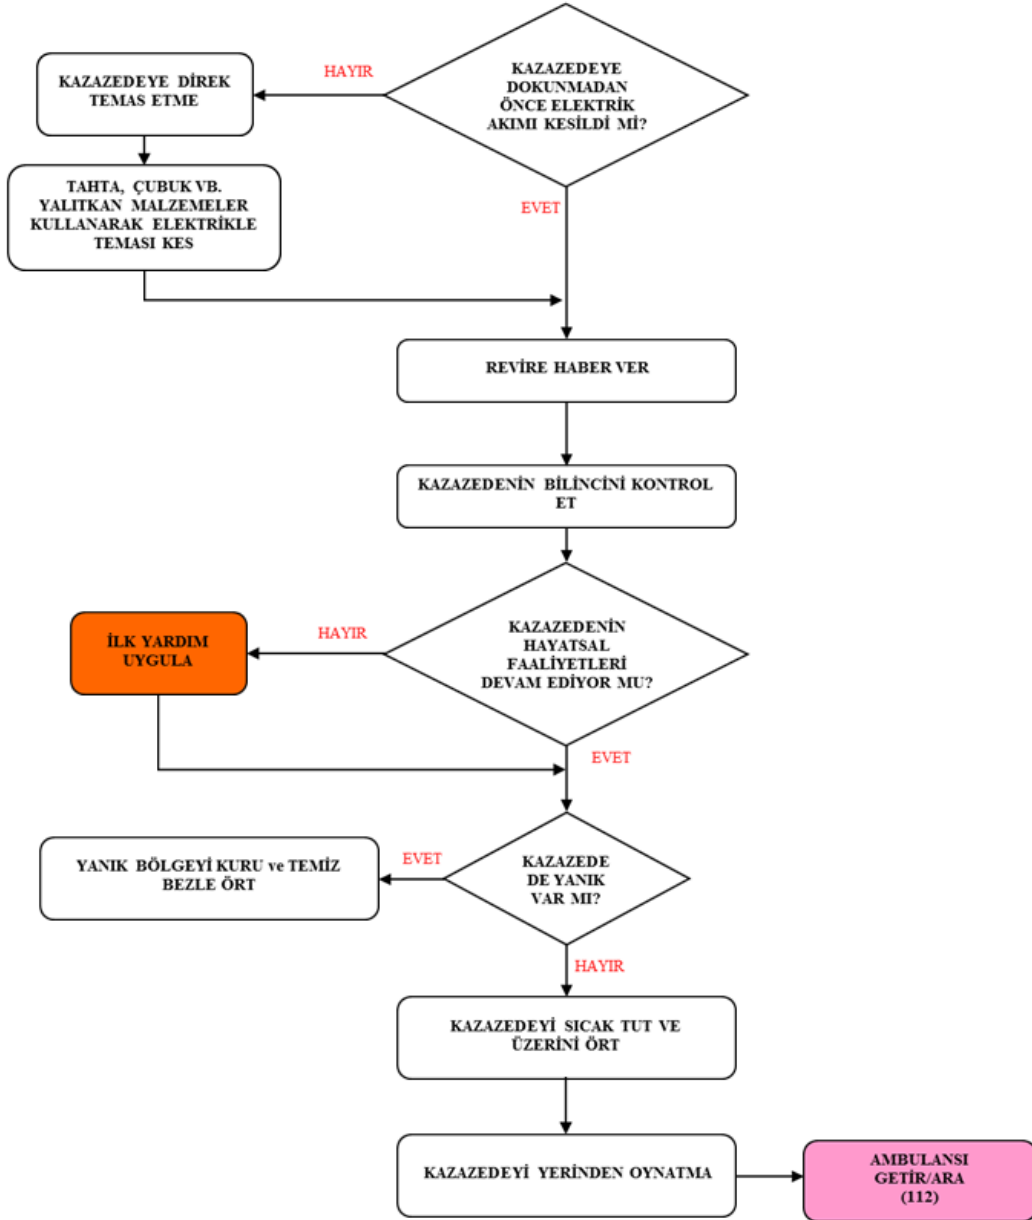 KAZAZEDEYE
DOKUNMADAN
ÖNCE ELEKTRİK
AKIMI KESİLDİ Mİ?
HAYIR
KAZAZEDEYE DİREK
TEMAS ETME
TAHTA, ÇUBUK VB.
YALITKAN MALZEMELER
KULLANARAK ELEKTRİKLE
TEMASI KES
EVET
REVİRE HABER VER
KAZAZEDENİN BİLİNCİNİ KONTROL
ET
KAZAZEDENİN
HAYATSAL
FAALİYETLERİ
DEVAM EDİYOR MU?
HAYIR
İLK YARDIM
UYGULA
EVET
KAZAZEDE
DE YANIK
VAR MI?
EVET
YANIK BÖLGEYİ KURU ve TEMİZ
BEZLE ÖRT
HAYIR
KAZAZEDEYİ SICAK TUT VE
ÜZERİNİ ÖRT
KAZAZEDEYİ YERİNDEN OYNATMA
AMBULANSI
GETİR/ARA
(112)